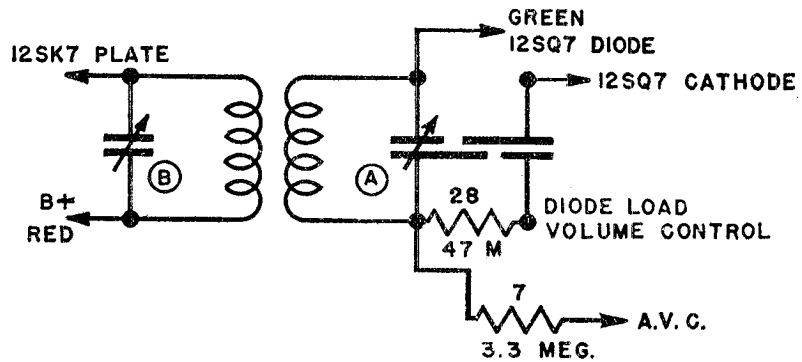 GREEN
12SQ7 DIODE
12SK7 PLATE
12SQ7 CATHODE
B
A
B+
RED
28
47 M
DIODE LOAD
VOLUME CONTROL
7
3.3 MEG.
A.V.C.